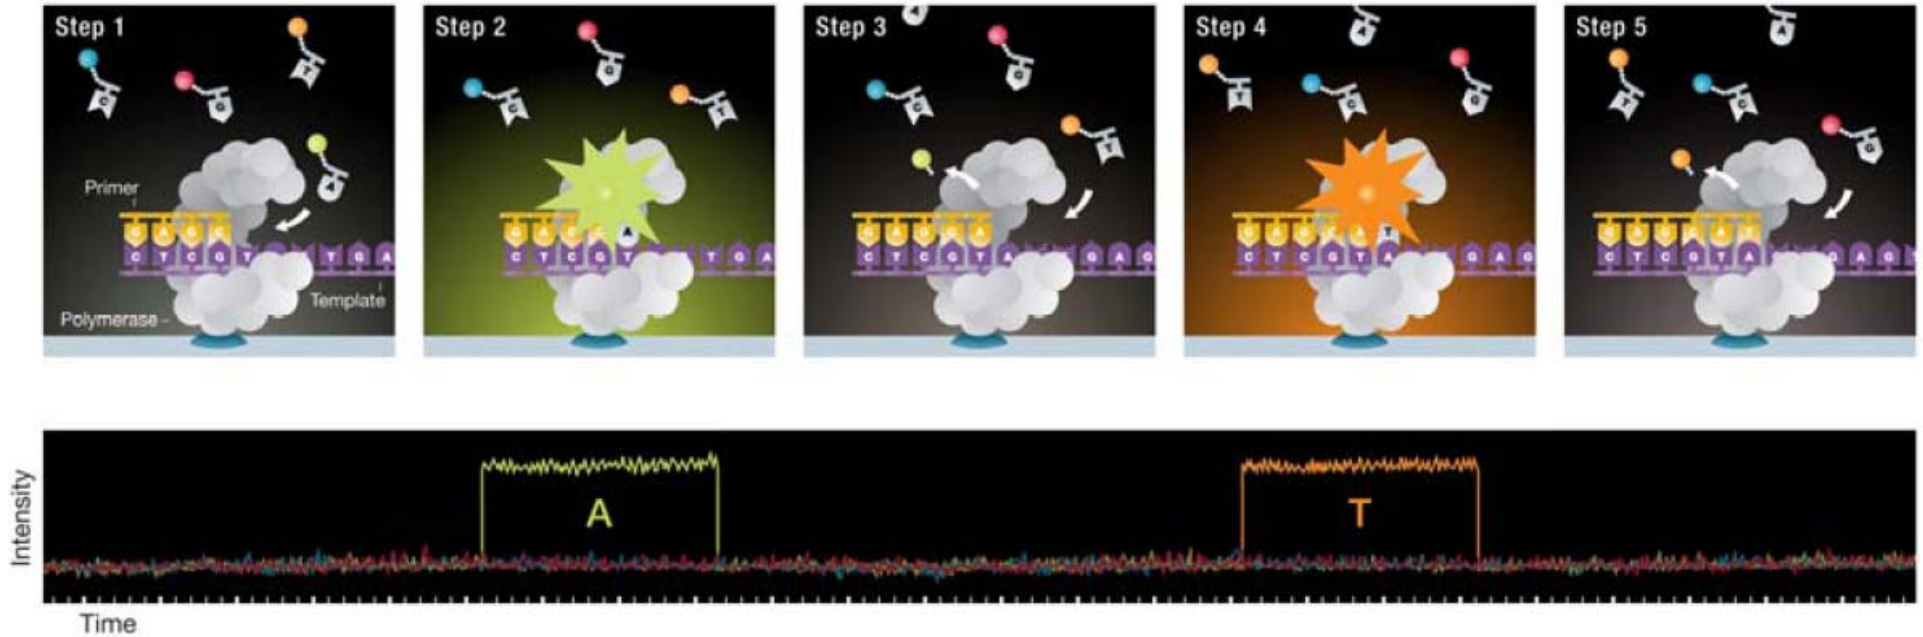 Step 1
Step 2
Step 3
Step 4
Step 5
C
G
T
A
G
C
T
A
C
G
T
A
T
C
G
A
T
C
G
Primer
G A G C
C T C G T T G A
Template
Polymerase
G A G C A
C T C G T T G A
G A G C A
C T C G T A G A G
G A G C A T
C T C G T A G A G
G A G C A T
C T C G T A G A G
Intensity
A
T
Time